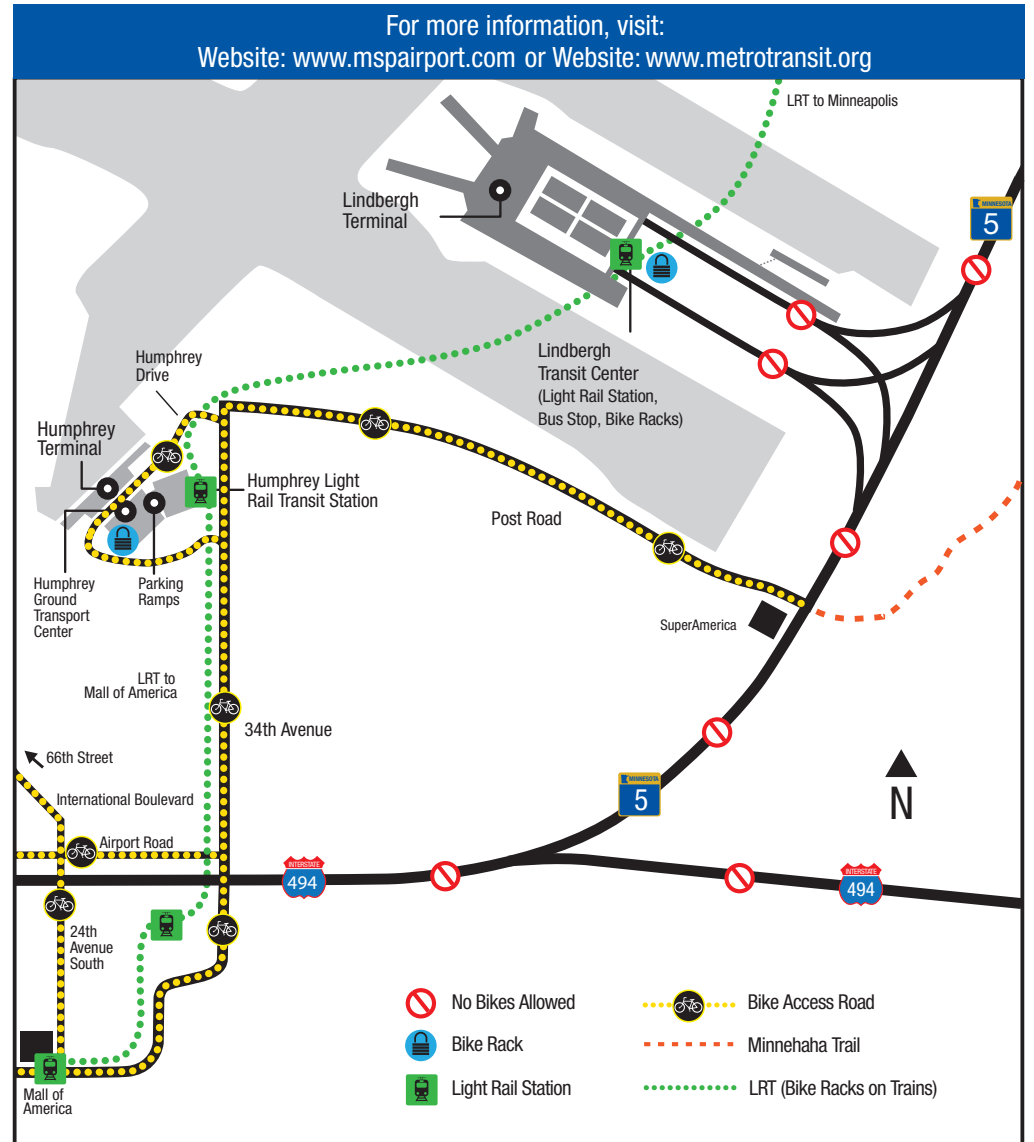 For more information, visit:
Website: www.mspairport.com or Website: www.metrotransit.org
LRT to Minneapolis
MINNESOTA
5
Lindbergh
Terminal
Lindbergh
Transit Center
(Light Rail Station,
Bus Stop, Bike Racks)
Humphrey
Drive
Humphrey
Terminal
Humphrey Light
Rail Transit Station
Post Road
Humphrey
Ground
Transport
Center
Parking
Ramps
SuperAmerica
LRT to
Mall of America
34th Avenue
66th Street
International Boulevard
MINNESOTA
5
N
Airport Road
INTERSTATE
494
INTERSTATE
494
24th
Avenue
South
Mall of
America
No Bikes Allowed
Bike Rack
Light Rail Station
Bike Access Road
Minnehaha Trail
LRT (Bike Racks on Trains)